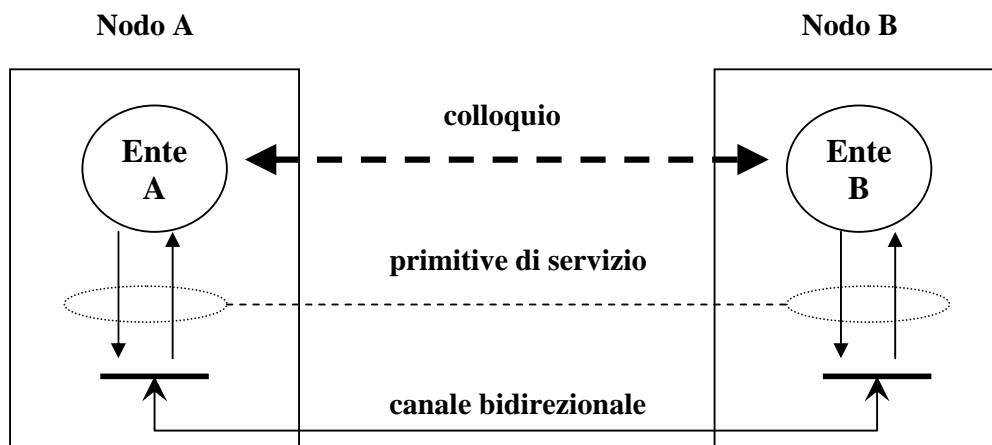 Nodo A
Nodo B
colloquio
Ente
A
Ente
B
primitive di servizio
canale bidirezionale